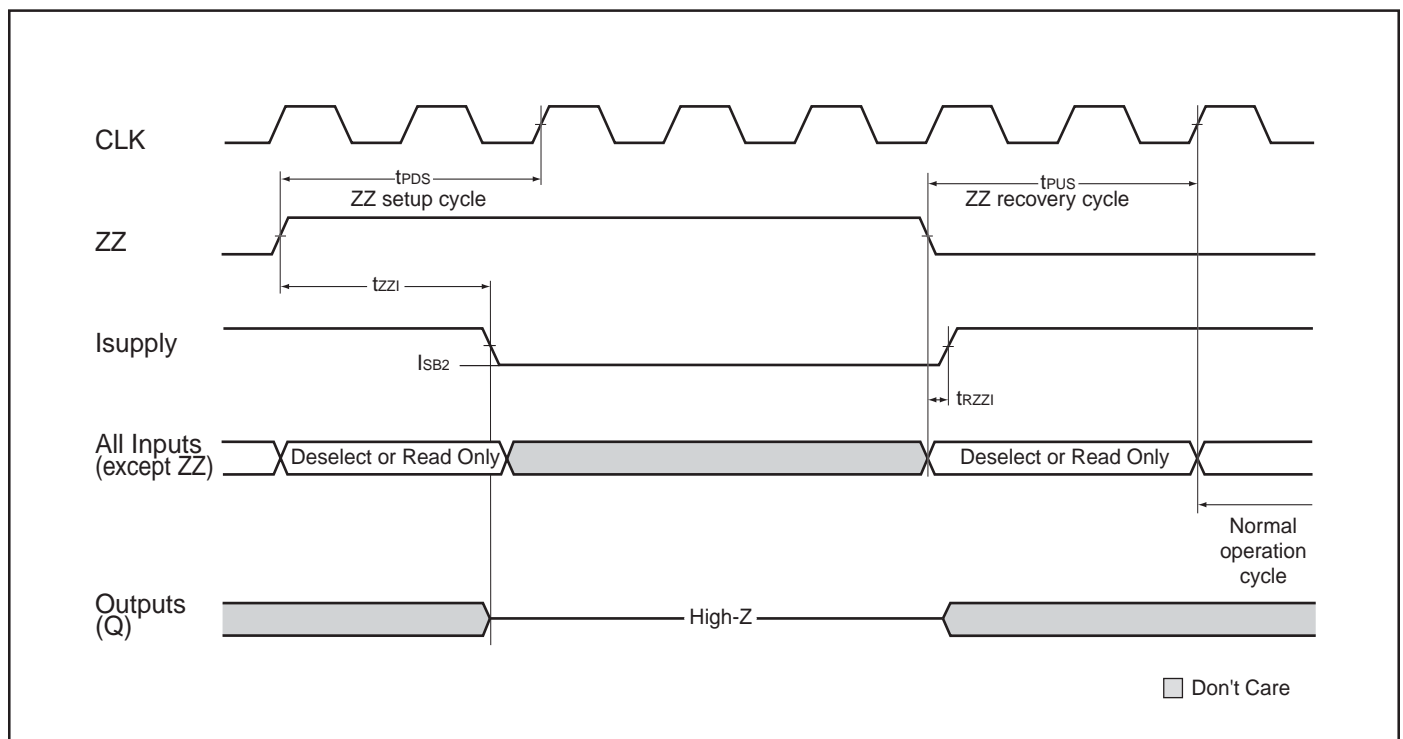 CLK
tPDS
ZZ setup cycle
tPUS
ZZ recovery cycle
ZZ
tZZI
Isupply
ISB2
tRZZI
All Inputs
(except ZZ)
Deselect or Read Only
Deselect or Read Only
Normal
operation
cycle
Outputs
(Q)
High-Z
Don't Care